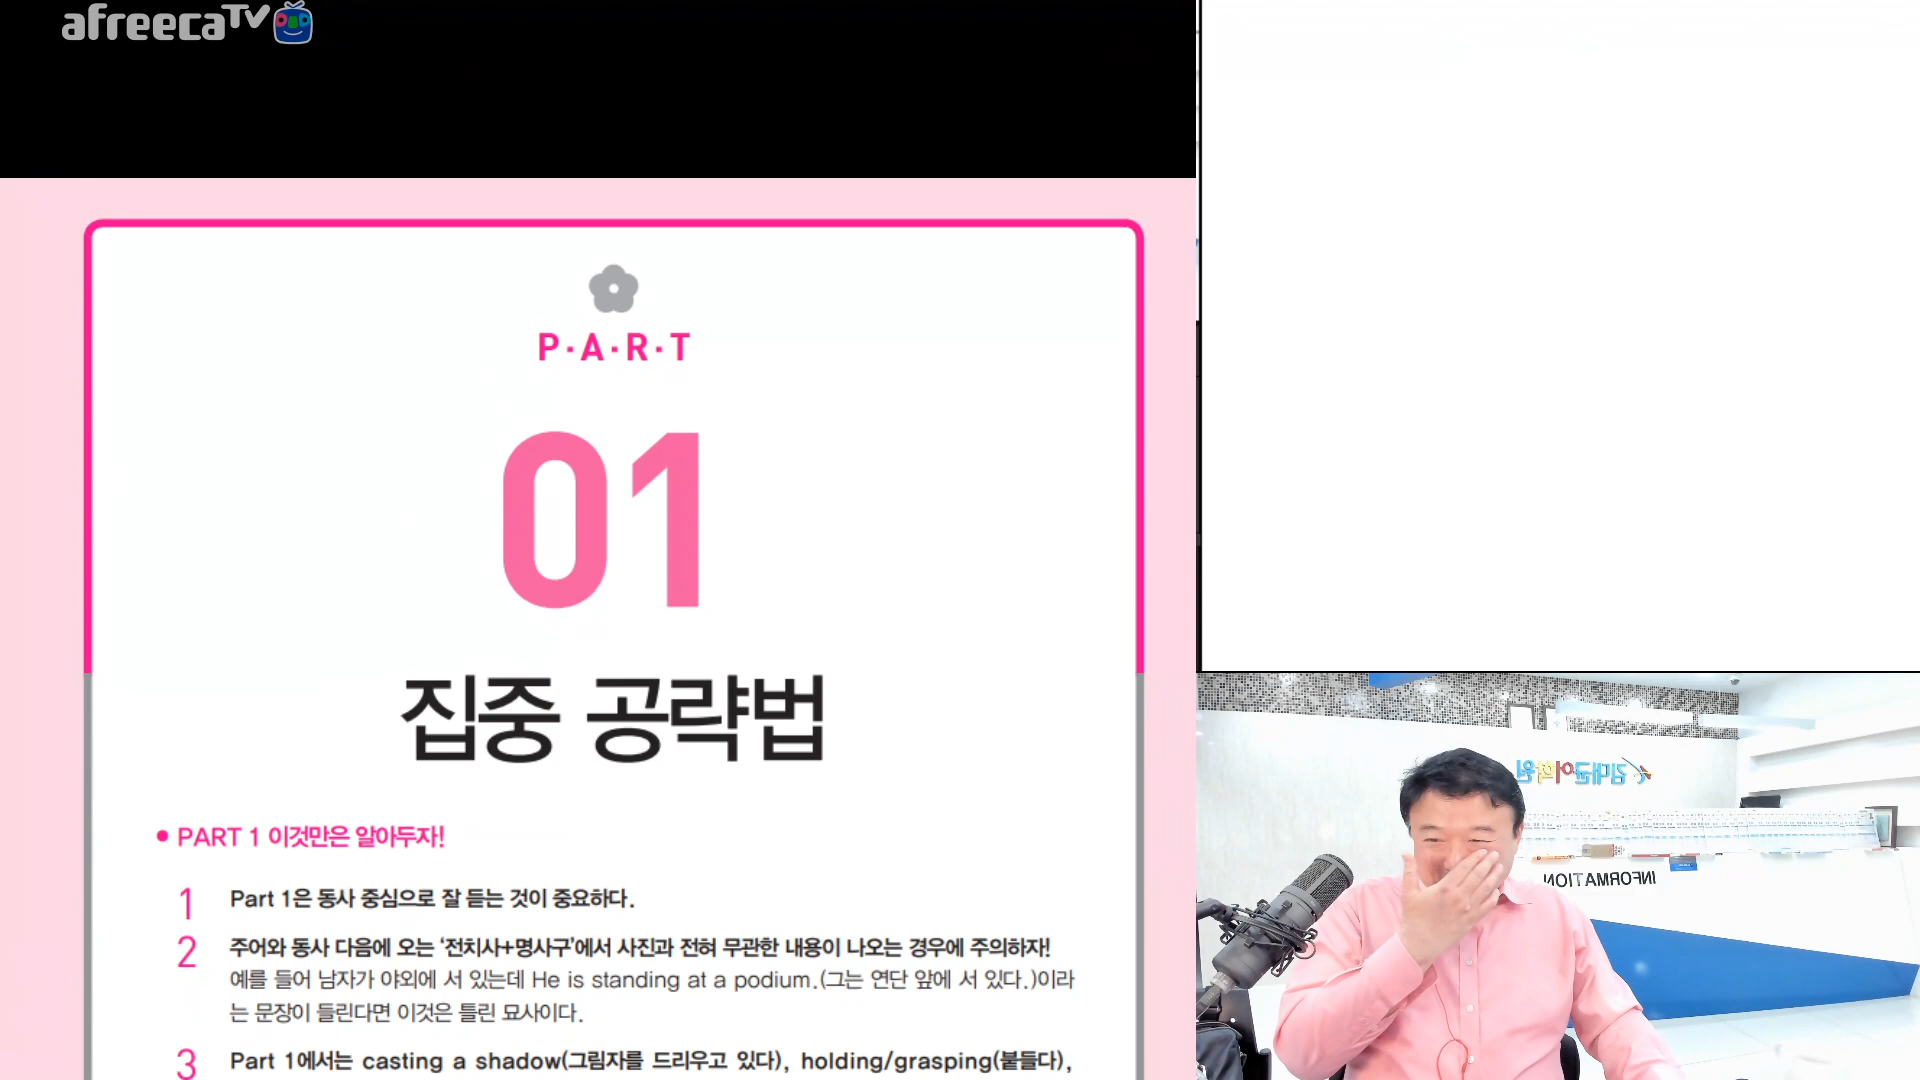 afreecaTV
P·A·R·T
01
집중 공략법
• PART 1 이것만은 알아두자!
1 Part 1은 동사 중심으로 잘 듣는 것이 중요하다.
2 주어와 동사 다음에 오는 ‘전치사+명사구’에서 사진과 전혀 무관한 내용이 나오는 경우에 주의하자!
예를 들어 남자가 야외에 서 있는데 He is standing at a podium.(그는 연단 앞에 서 있다.)이라
는 문장이 들린다면 이것은 틀린 묘사이다.
3 Part 1에서는 casting a shadow(그림자를 드리우고 있다), holding/grasping(붙들다),
김대균어학원
INFORMATION